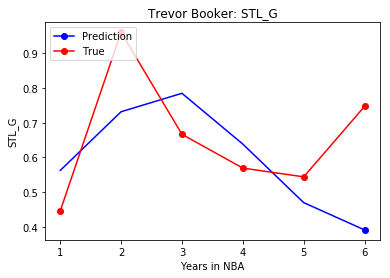 Trevor Booker: STL_G
Prediction
True
STL_G
0.9
0.8
0.7
0.6
0.5
0.4
1 2 3 4 5 6
Years in NBA